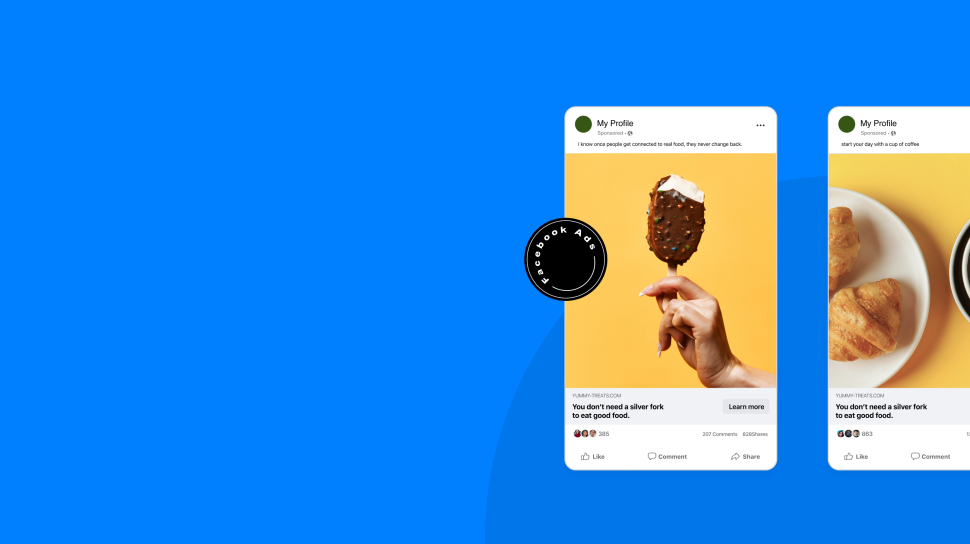 Facebook Ads
My Profile
Sponsored •
I know once people get connected to real food, they never change back.
YUMMY-TREATS.COM
You don't need a silver fork
to eat good food.
Learn more
385
207 Comments 828Shares
Like Comment Share
My Profile
Sponsored •
start your day with a cup of coffee
YUMMY-TREATS.COM
You don't need a silver fork
to eat good food.
863
Like Comment